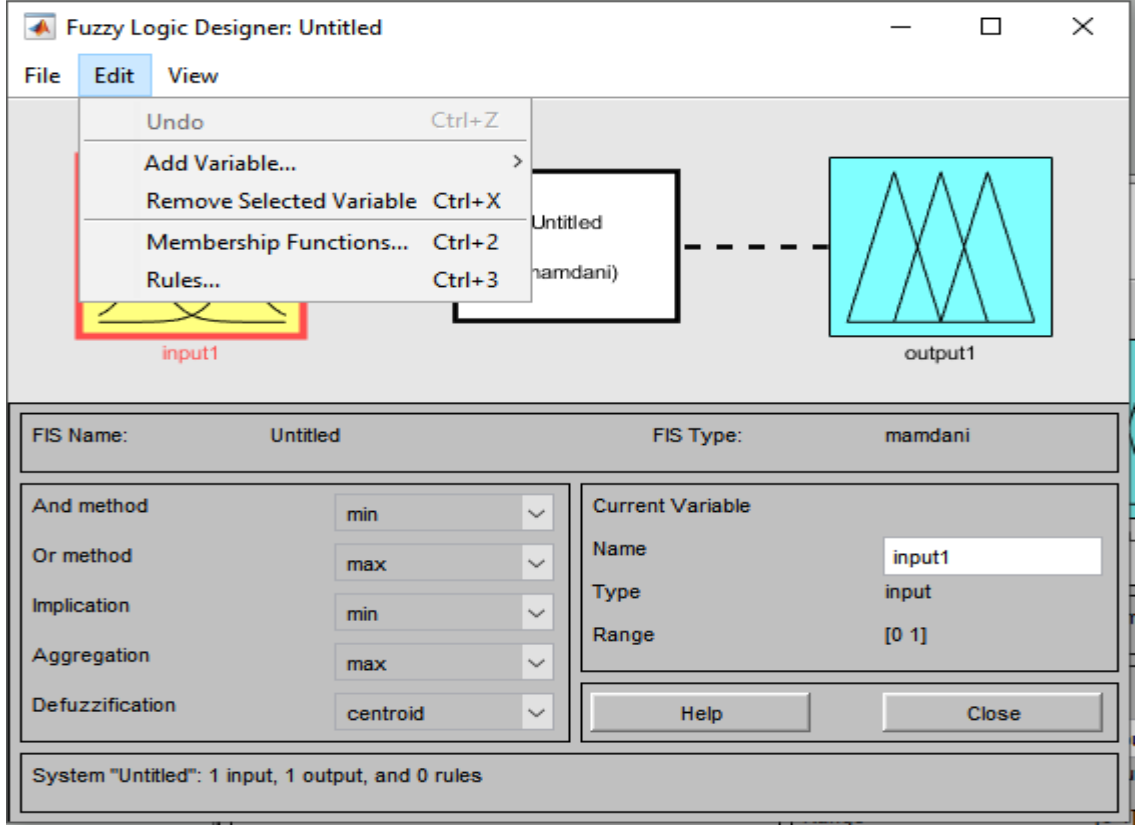 Fuzzy Logic Designer: Untitled
File Edit View
Undo Ctrl+Z
Add Variable...
Remove Selected Variable Ctrl+X
Membership Functions... Ctrl+2
Rules... Ctrl+3
Untitled
input1
output1
FIS Name: Untitled FIS Type: mamdani
And method min
Or method max
Implication min
Aggregation max
Defuzzification centroid
Current Variable
Name input1
Type input
Range [0 1]
Help Close
System "Untitled": 1 input, 1 output, and 0 rules